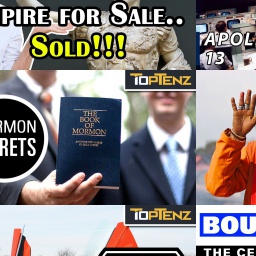 PIRE FOR SALE..
SOLD!!!
APOL
13
TOPTENZ
THE
BOOK OF
MORMON
RMON
RETS
TOPTENZ
BOU
THE CE